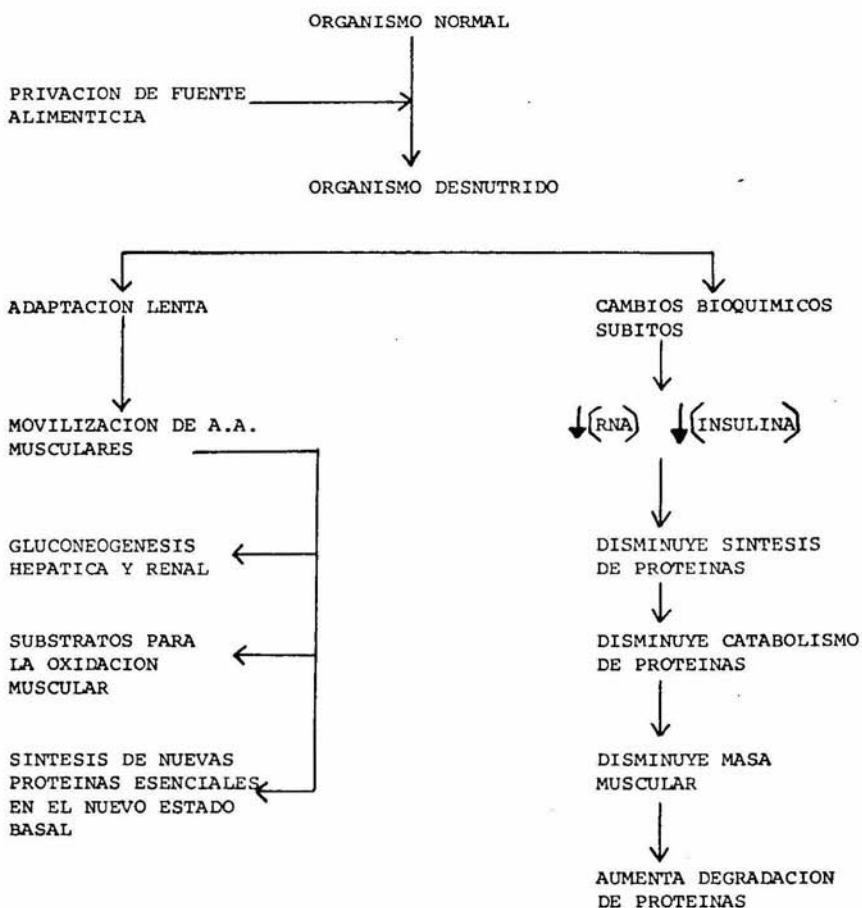 ORGANISMO NORMAL
PRIVACION DE FUENTE
ALIMENTICIA
ORGANISMO DESNUTRIDO
ADAPTACION LENTA
MOVILIZACION DE A.A.
MUSCULARES
GLUCONEOGENESIS
HEPATICA Y RENAL
SUBSTRATOS PARA
LA OXIDACION
MUSCULAR
SINTESIS DE NUEVAS
PROTEINAS ESENCIALES
EN EL NUEVO ESTADO
BASAL
CAMBIOS BIOQUIMICOS
SUBITOS
↓(RNA) ↓(INSULINA)
DISMINUYE SINTESIS
DE PROTEINAS
DISMINUYE CATABOLISMO
DE PROTEINAS
DISMINUYE MASA
MUSCULAR
AUMENTA DEGRADACION
DE PROTEINAS